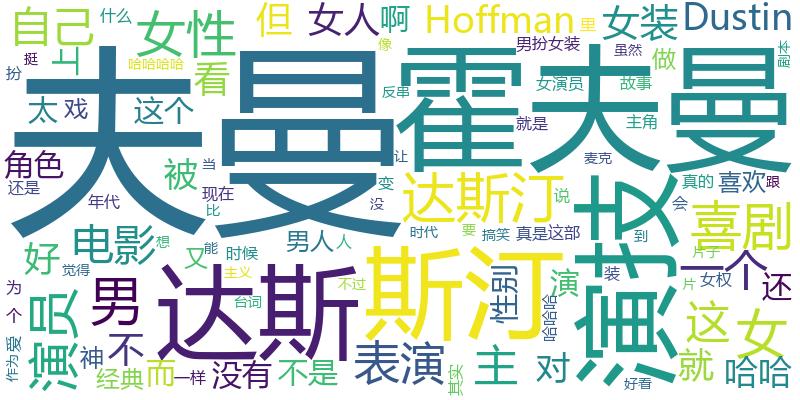 自己
什么
女性
但
女人
啊
Hoffman
里
女装
Dustin
挺
上
哈哈哈哈
像
男扮女装
虽然
做
剧本
扮
看
反串
女演员
故事
太
戏
这个
夫曼
霍夫曼
就是
主角
角色
被
当
让
麦克
还是
现在
变
没
达斯汀
说
真的
喜欢
跟
年代
比
会
喜剧
电影
想
又
能
时候
男人
人
时代
要
搞笑
真是这部
到
好
觉得
主义
达斯
斯汀
性别
演
装
演技
片子
一个
片
女权
还
为
个
演员
男
台词
不过
哈哈哈
这
女
作为爱
神
不
表演
主
对
就
哈哈
经典
而
一样
没有
不是
其实
好看